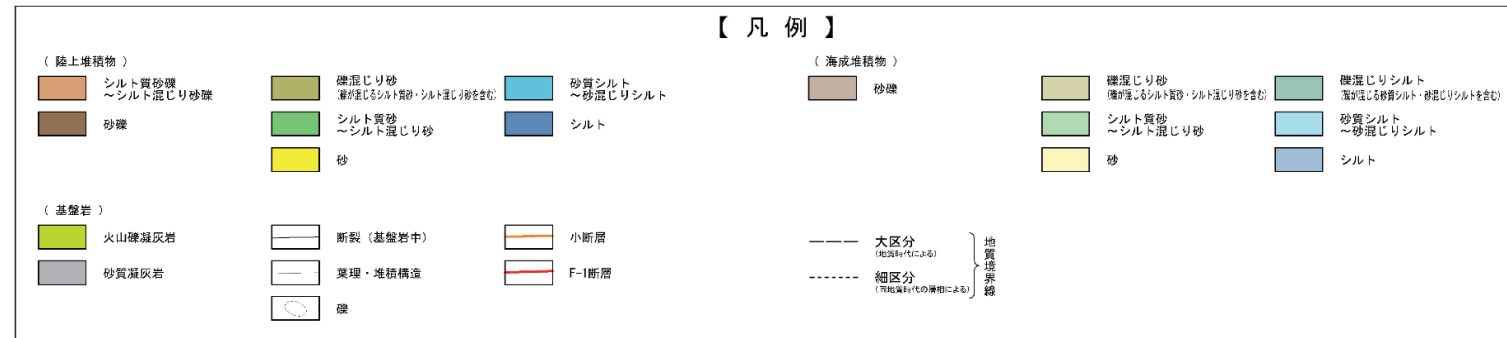 【 凡 例 】
（ 陸上堆積物 ）
シルト質砂礫
～シルト混じり砂礫
砂礫
礫混じり砂
(礫が混じるシルト質砂・シルト混じり砂を含む)
シルト質砂
～シルト混じり砂
砂
砂質シルト
～砂混じりシルト
シルト
（ 海成堆積物 ）
砂礫
礫混じり砂
(礫が混じるシルト質砂・シルト混じり砂を含む)
シルト質砂
～シルト混じり砂
砂
礫混じりシルト
(礫が混じる砂質シルト・砂混じりシルトを含む)
砂質シルト
～砂混じりシルト
シルト
（ 基盤岩 ）
火山礫凝灰岩
砂質凝灰岩
断裂（基盤岩中）
葉理・堆積構造
礫
小断層
F-1断層
大区分
(地質時代による)
細区分
(同地質時代の層相による)
地質境界線